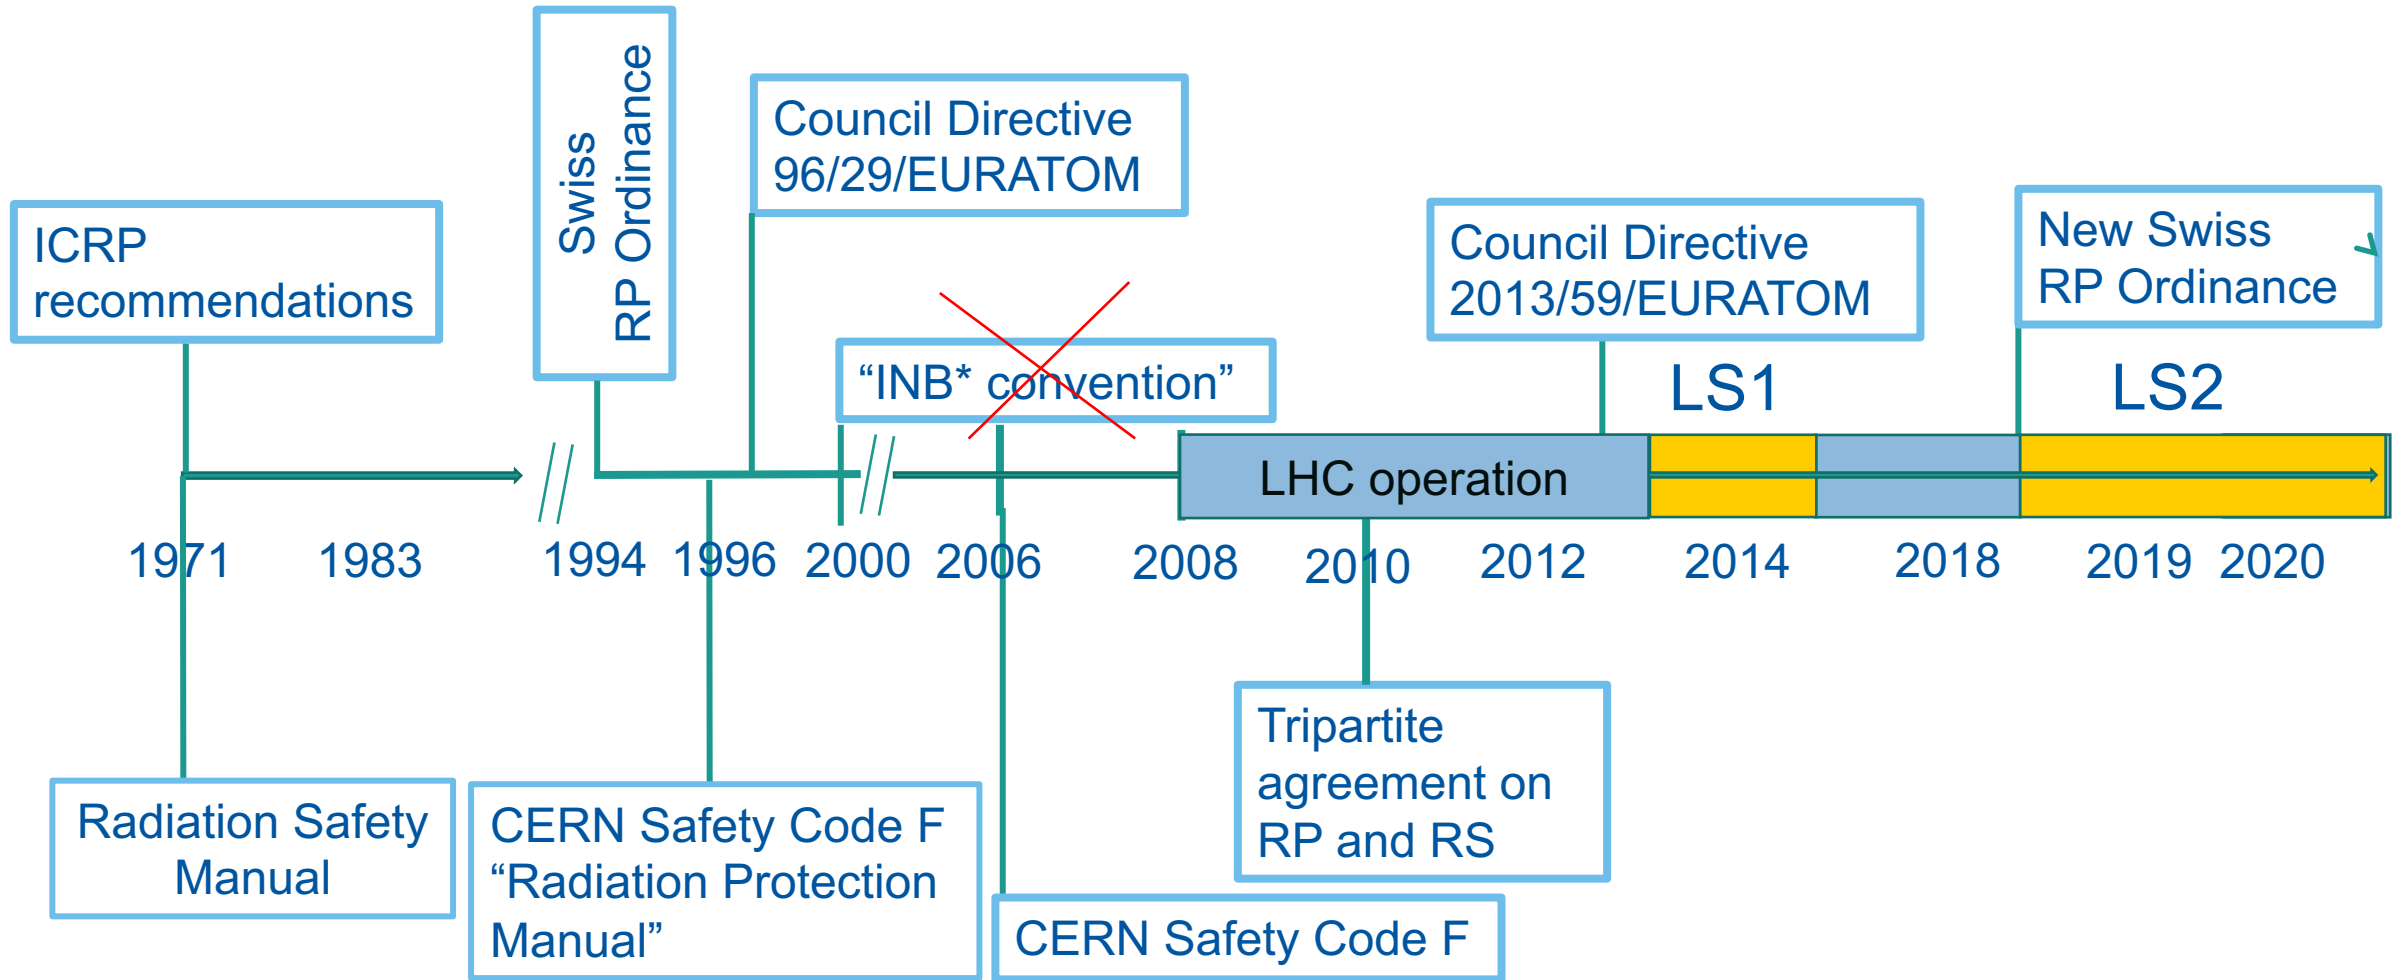 Swiss
RP Ordinance
Council Directive
96/29/EURATOM
ICRP
recommendations
Council Directive
2013/59/EURATOM
New Swiss
RP Ordinance
“INB* convention”
LS1
LS2
LHC operation
1971
1983
1994
1996
2000
2006
2008
2010
2012
2014
2018
2019
2020
Radiation Safety
Manual
CERN Safety Code F
“Radiation Protection
Manual”
CERN Safety Code F
Tripartite
agreement on
RP and RS